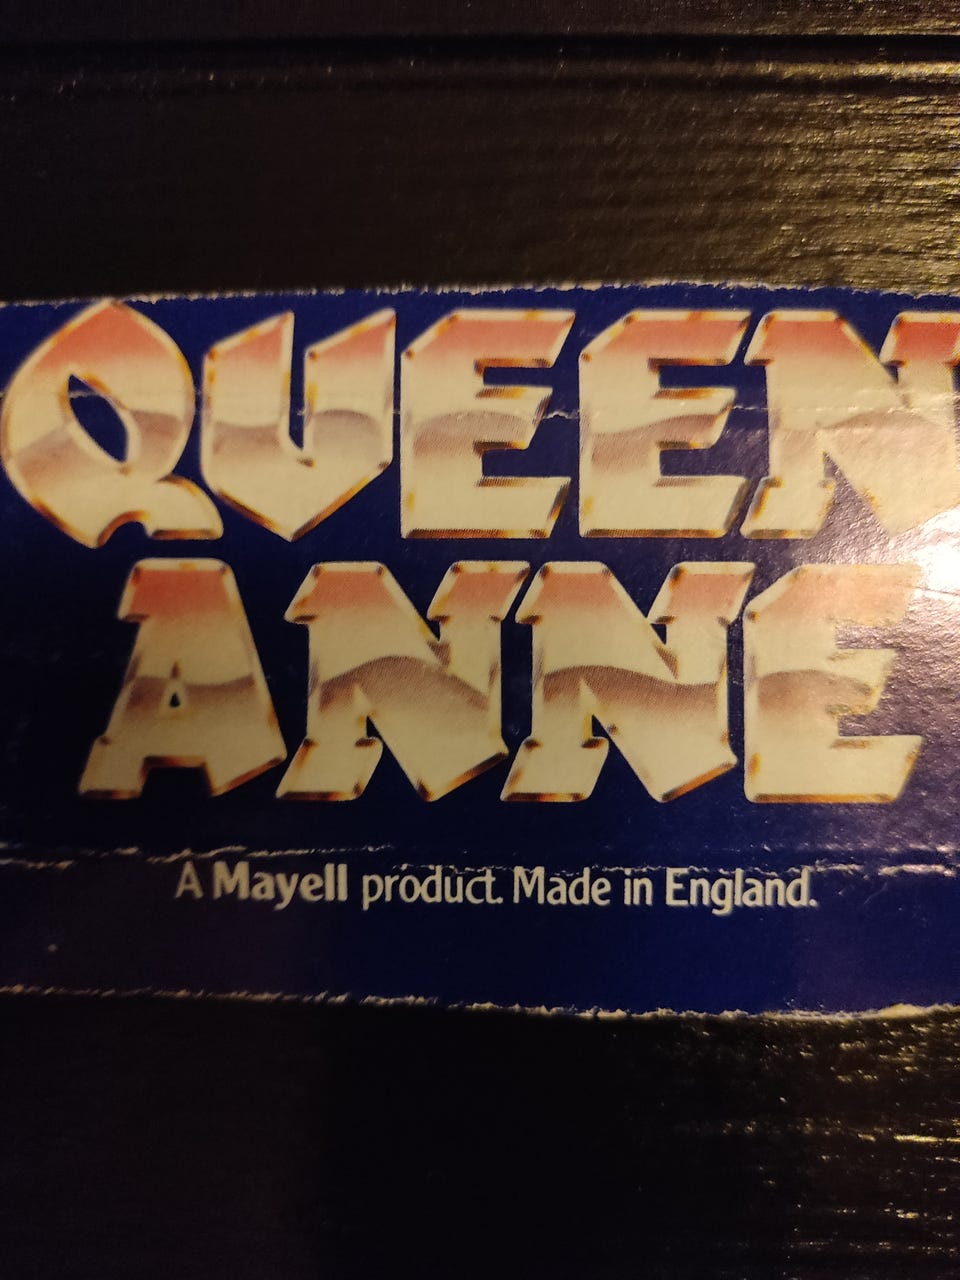 QUEEN
ANNE
A Mayell product. Made in England.